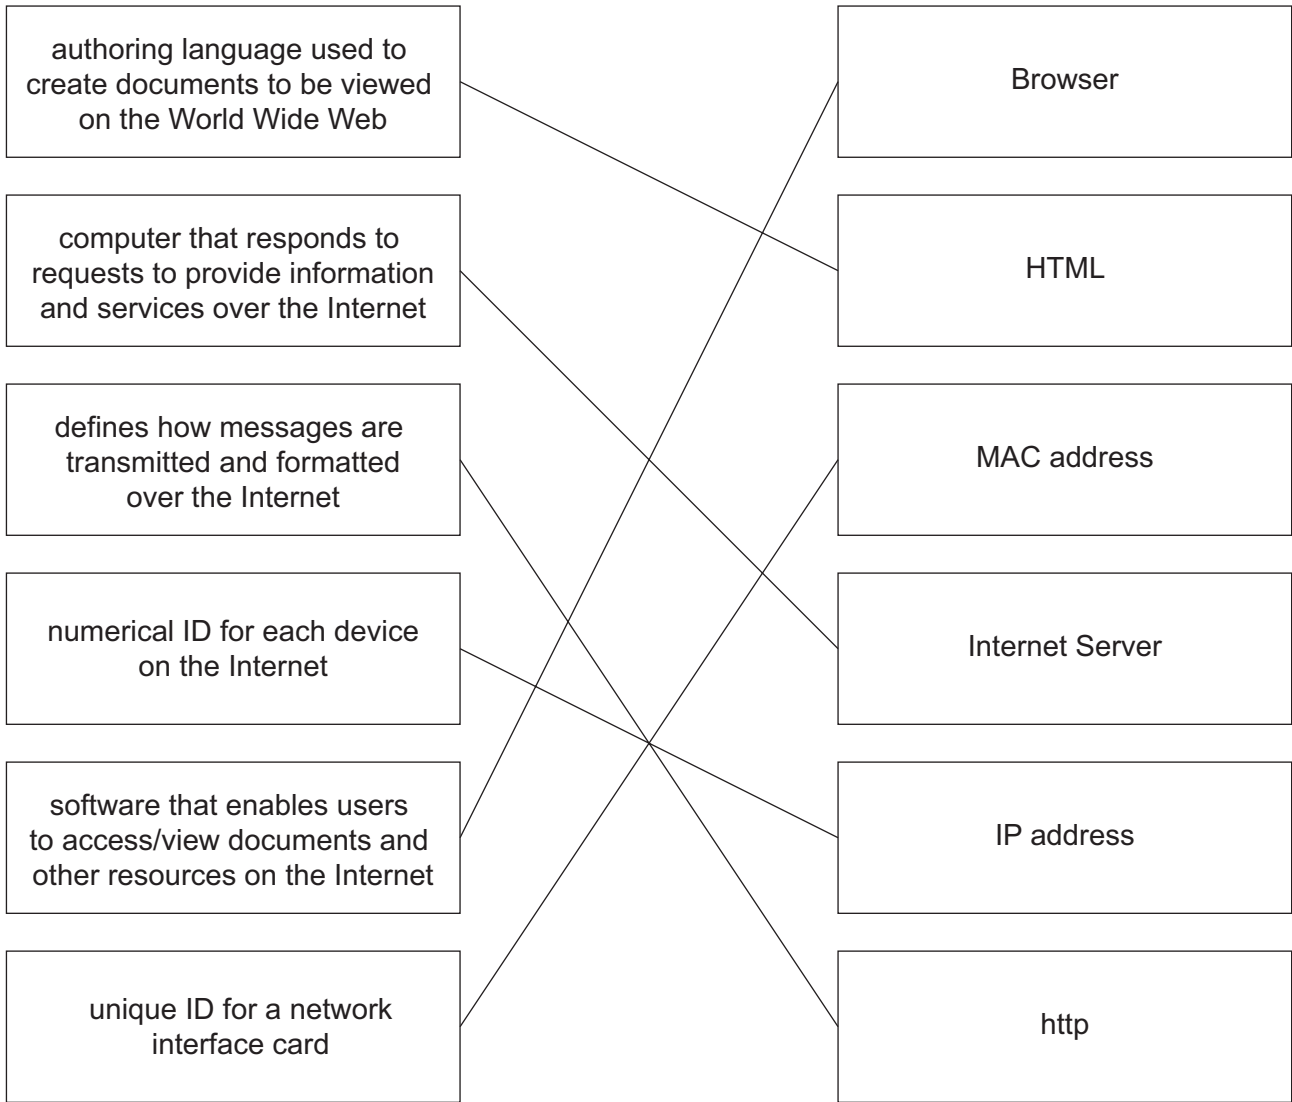 authoring language used to
create documents to be viewed
on the World Wide Web
Browser
computer that responds to
requests to provide information
and services over the Internet
HTML
defines how messages are
transmitted and formatted
over the Internet
MAC address
numerical ID for each device
on the Internet
Internet Server
software that enables users
to access/view documents and
other resources on the Internet
IP address
unique ID for a network
interface card
http